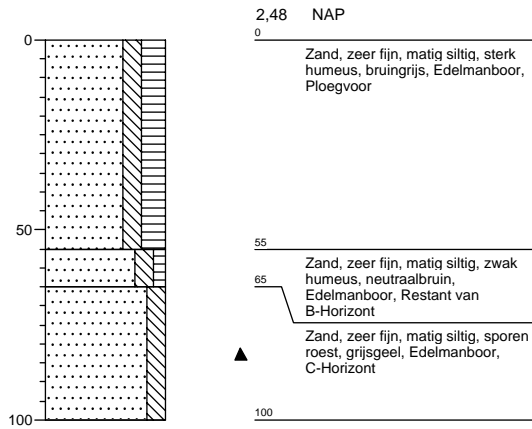 2,48 NAP
0
0
Zand, zeer fijn, matig siltig, sterk
humeus, bruingrijs, Edelmanboor,
Ploegvoor
50
55
Zand, zeer fijn, matig siltig, zwak
humeus, neutraalbruin,
Edelmanboor, Restant van
B-Horizont
65
Zand, zeer fijn, matig siltig, sporen
roest, grijsgeel, Edelmanboor,
C-Horizont
100
100